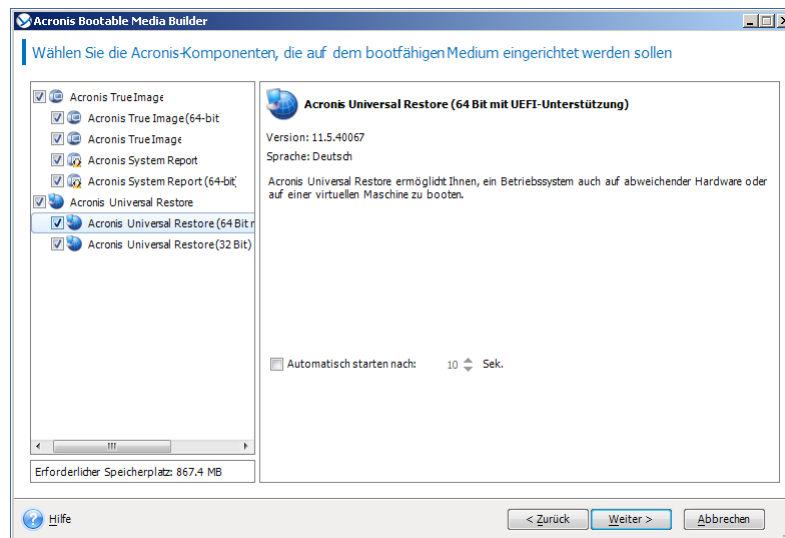 Acronis Bootable Media Builder
Wählen Sie die Acronis-Komponenten, die auf dem bootfähigen Medium eingerichtet werden sollen
Acronis True Image
Acronis True Image (64-bit
Acronis True Image
Acronis System Report
Acronis System Report (64-bit)
Acronis Universal Restore
Acronis Universal Restore (64 Bit
Acronis Universal Restore (32 Bit)
Erforderlicher Speicherplatz: 867.4 MB
Acronis Universal Restore (64 Bit mit UEFI-Unterstützung)
Version: 11.5.40067
Sprache: Deutsch
Acronis Universal Restore ermöglicht Ihnen, ein Betriebssystem auch auf abweichender Hardware oder
auf einer virtuellen Maschine zu booten.
Automatisch starten nach: 10 Sek.
Hilfe
< Zurück
Weiter >
Abbrechen